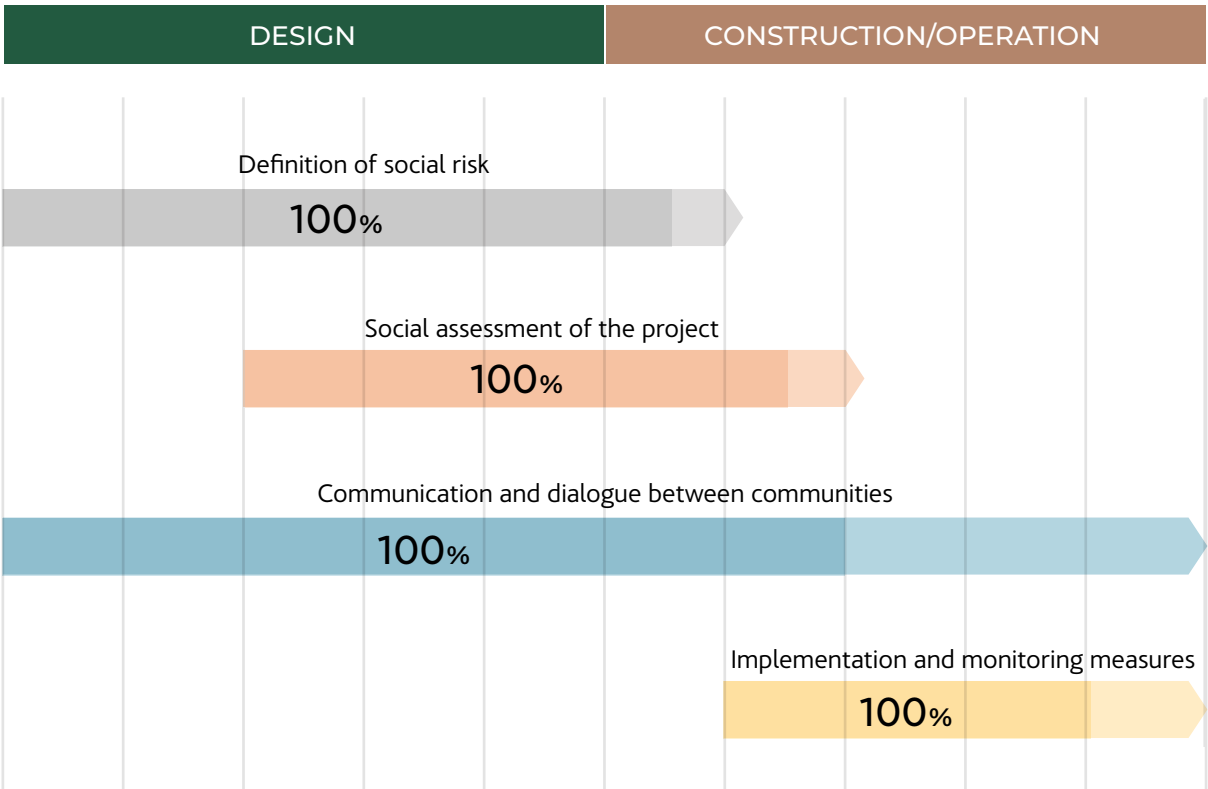 DESIGN
CONSTRUCTION/OPERATION
Definition of social risk
100%
Social assessment of the project
100%
Communication and dialogue between communities
100%
Implementation and monitoring measures
100%